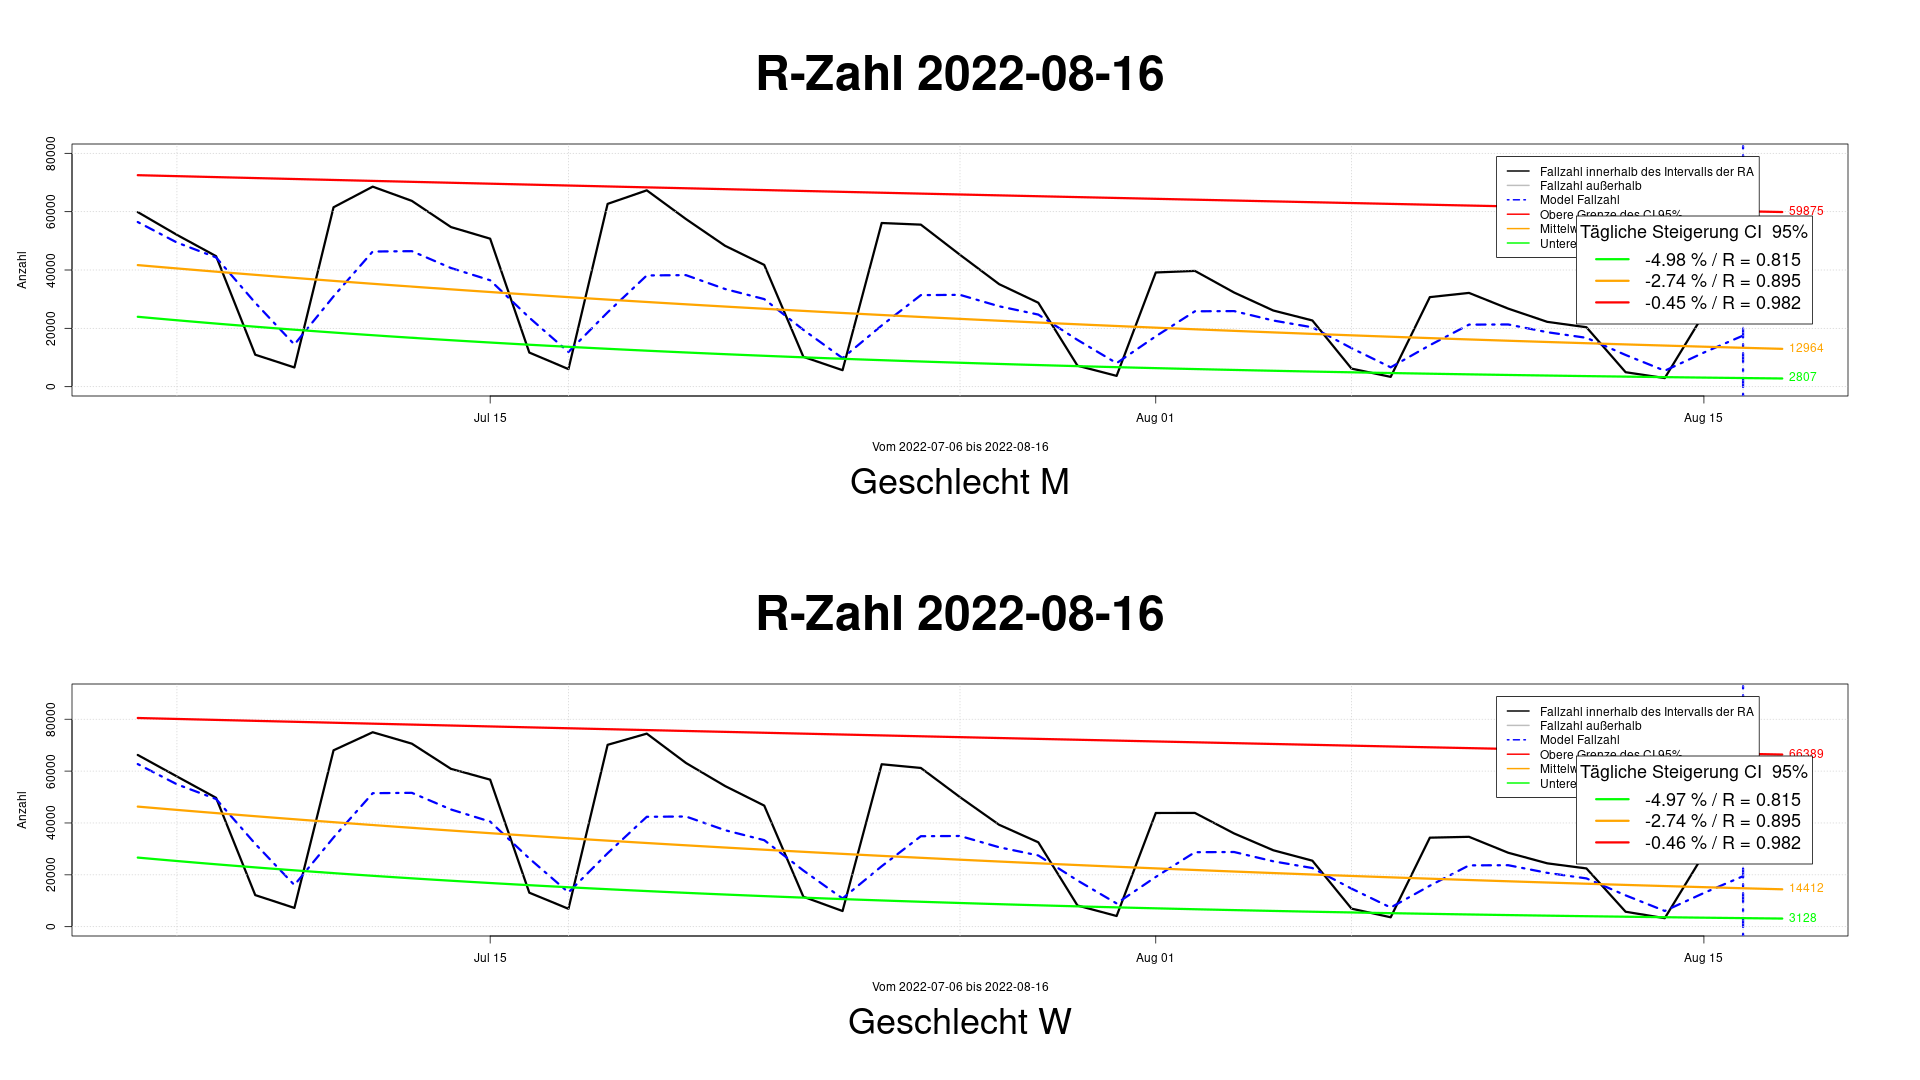 R-Zahl 2022-08-16
Anzahl
80000
60000
40000
20000
0
Fallzahl innerhalb des Intervalls der RA
Fallzahl außerhalb
Model Fallzahl
Obere Grenze des CI 95%
Tägliche Steigerung CI 95%
-4.98 % / R = 0.815
-2.74 % / R = 0.895
-0.45 % / R = 0.982
59875
12964
2807
Jul 15
Aug 01
Aug 15
Vom 2022-07-06 bis 2022-08-16
Geschlecht M
R-Zahl 2022-08-16
Anzahl
80000
60000
40000
20000
0
Fallzahl innerhalb des Intervalls der RA
Fallzahl außerhalb
Model Fallzahl
Obere Grenze des CI 95%
Tägliche Steigerung CI 95%
-4.97 % / R = 0.815
-2.74 % / R = 0.895
-0.46 % / R = 0.982
66389
14412
3128
Jul 15
Aug 01
Aug 15
Vom 2022-07-06 bis 2022-08-16
Geschlecht W